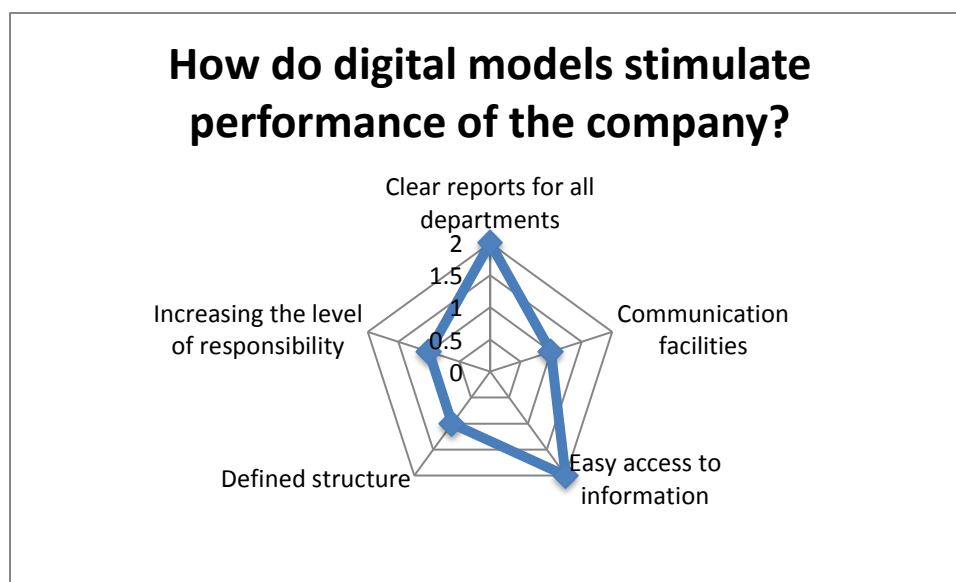 How do digital models stimulate
performance of the company?
Clear reports for all
departments
2
1.5
1
0.5
0
Increasing the level
of responsibility
Communication
facilities
Defined structure
Easy access to
information